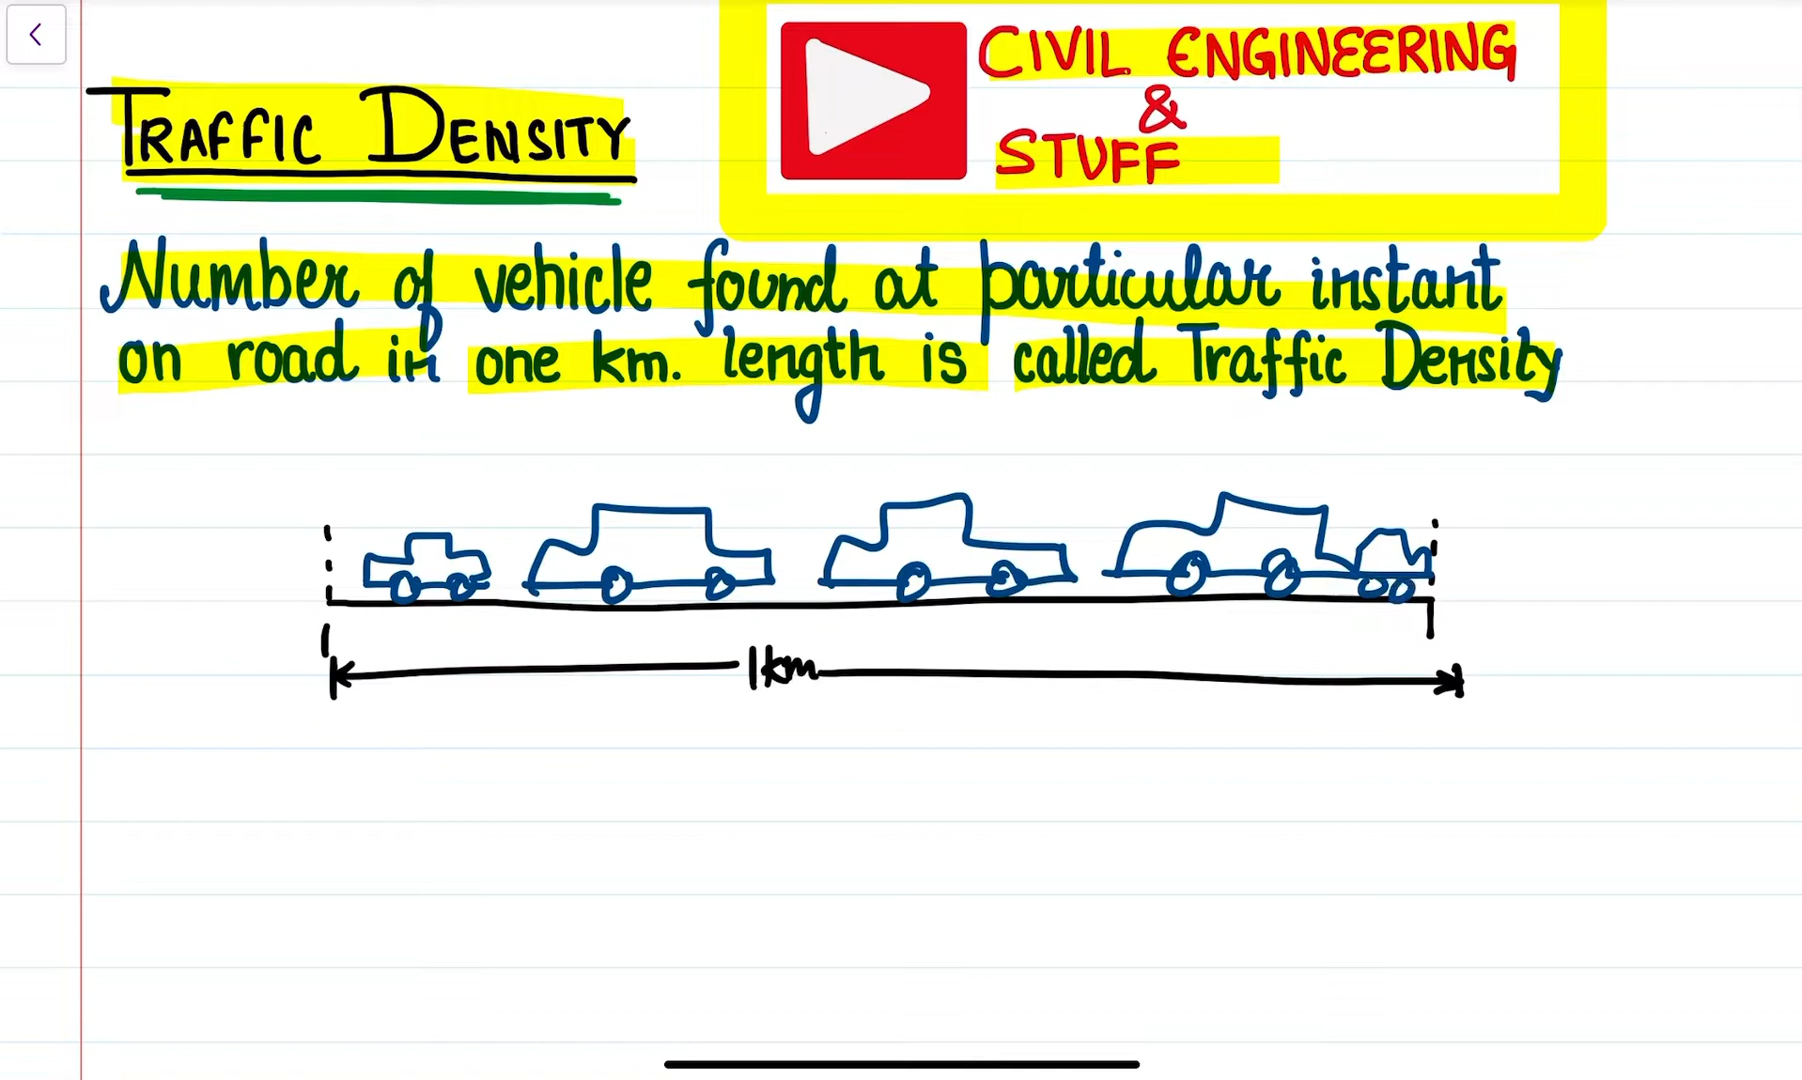 CIVIL ENGINEERING
&
STUFF
TRAFFIC DENSITY
Number of vehicle found at particular instant
on road in one km. length is called Traffic Density
1km